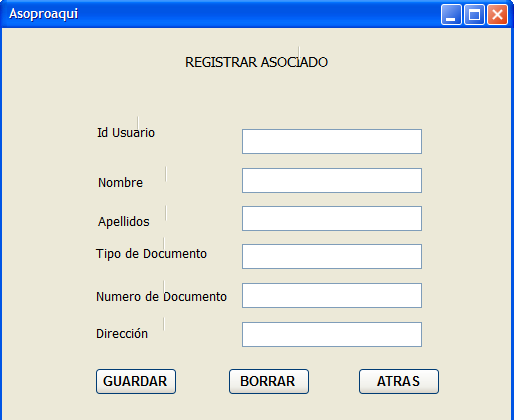 Asoproaqui
REGISTRAR ASOCIADO
Id Usuario
Nombre
Apellidos
Tipo de Documento
Numero de Documento
Dirección
GUARDAR BORRAR ATRAS